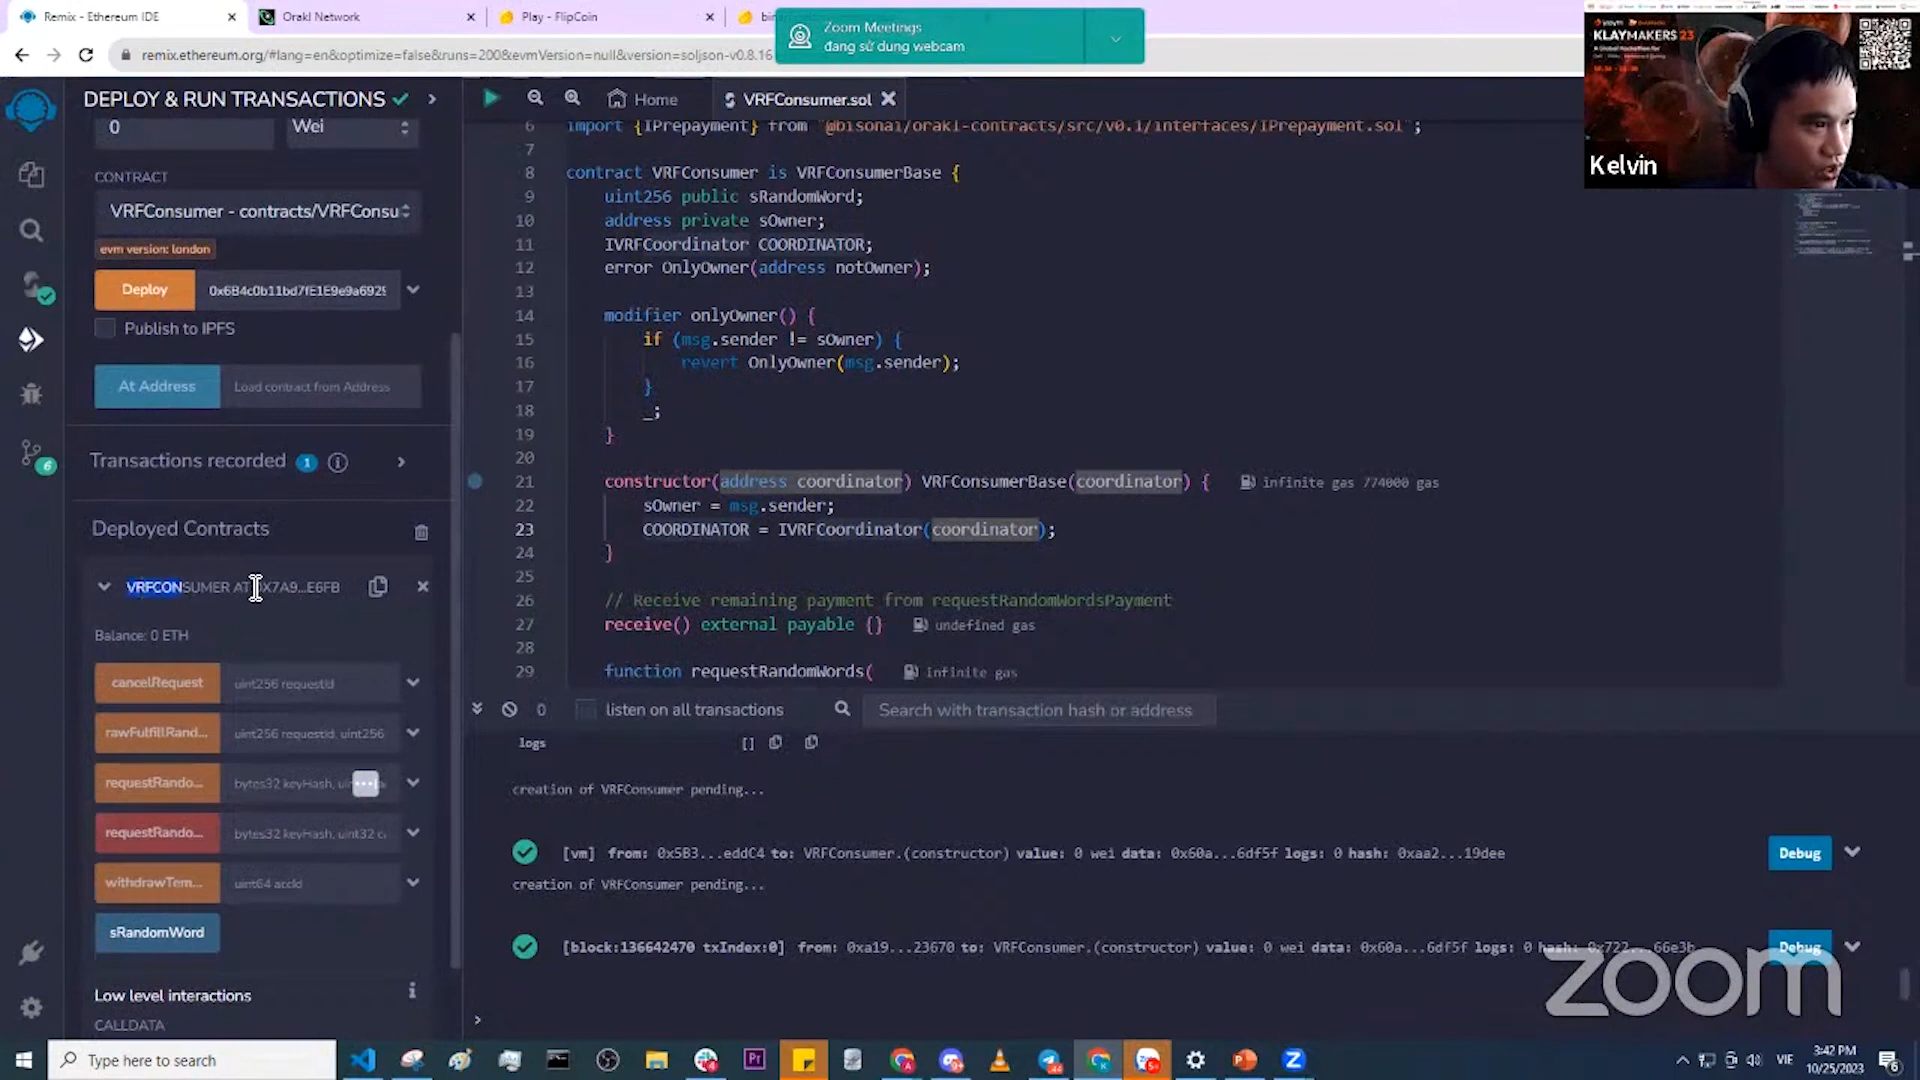 Remix - Ethereum IDE
Orakl Network
Play - FlipCoin
Zoom Meetings
đang sử dụng webcam
remix.ethereum.org/#lang=en&optimize=false&runs=200&evmVersion=null&version=soljson-v0.8.16
KLAYMAKERS 23
Kelvin
DEPLOY & RUN TRANSACTIONS
0
Wei
CONTRACT
VRFConsumer - contracts/VRFConsu
evm version: london
Deploy
0x6B4c0b11bd7fE1E9e9a6929
Publish to IPFS
At Address
Load contract from Address
Transactions recorded 1
Deployed Contracts
VRFCONSUMER AT 0X7A9...E6FB
Balance: 0 ETH
cancelRequest
uint256 requestId
rawFulfillRand...
uint256 requestId, uint256
requestRando...
bytes32 keyHash,
requestRando...
bytes32 keyHash, uint32 c
withdrawTem...
uint64 accId
sRandomWord
Low level interactions
CALLDATA
6
Home
VRFConsumer.sol
6 import {IPrepayment} from "@bisonai/orakl-contracts/src/v0.1/interfaces/IPrepayment.sol";
7
8 contract VRFConsumer is VRFConsumerBase {
9 uint256 public sRandomWord;
10 address private sOwner;
11 IVRFCoordinator COORDINATOR;
12 error OnlyOwner(address notOwner);
13
14 modifier onlyOwner() {
15 if (msg.sender != sOwner) {
16 revert OnlyOwner(msg.sender);
17 }
18 _;
19 }
20
21 constructor(address coordinator) VRFConsumerBase(coordinator) { infinite gas 774000 gas
22 sOwner = msg.sender;
23 COORDINATOR = IVRFCoordinator(coordinator);
24 }
25
26 // Receive remaining payment from requestRandomWordsPayment
27 receive() external payable {} undefined gas
28
29 function requestRandomWords( infinite gas
0
listen on all transactions
Search with transaction hash or address
logs []
creation of VRFConsumer pending...
[vm] from: 0x5B3...eddC4 to: VRFConsumer.(constructor) value: 0 wei data: 0x60a...6df5f logs: 0 hash: 0xaa2...19dee
Debug
creation of VRFConsumer pending...
[block:136642470 txIndex:0] from: 0xa19...23670 to: VRFConsumer.(constructor) value: 0 wei data: 0x60a...6df5f logs: 0 hash: 0x722...66e3b
Debug
>
zoom
Type here to search
VIE
3:42 PM
10/25/2023
6